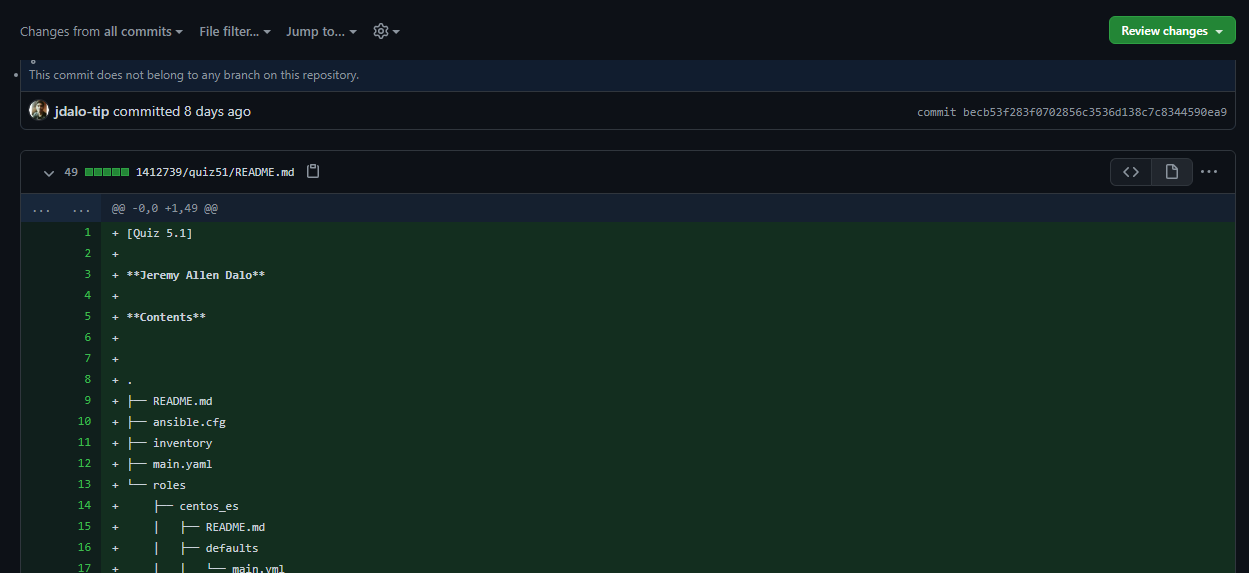 Changes from all commits File filter... Jump to... Review changes
This commit does not belong to any branch on this repository.
jdalo-tip committed 8 days ago commit becb53f283f0702856c3536d138c7c8344590ea9
49 1412739/quiz51/README.md
... ... @@ -0,0 +1,49 @@
1 + [Quiz 5.1]
2 +
3 + **Jeremy Allen Dalo**
4 +
5 + **Contents**
6 +
7 +
8 + .
9 + ├── README.md
10 + ├── ansible.cfg
11 + ├── inventory
12 + ├── main.yaml
13 + └── roles
14 + ├── centos_es
15 + │ ├── README.md
16 + │ ├── defaults
17 + │ │ └── main.yml